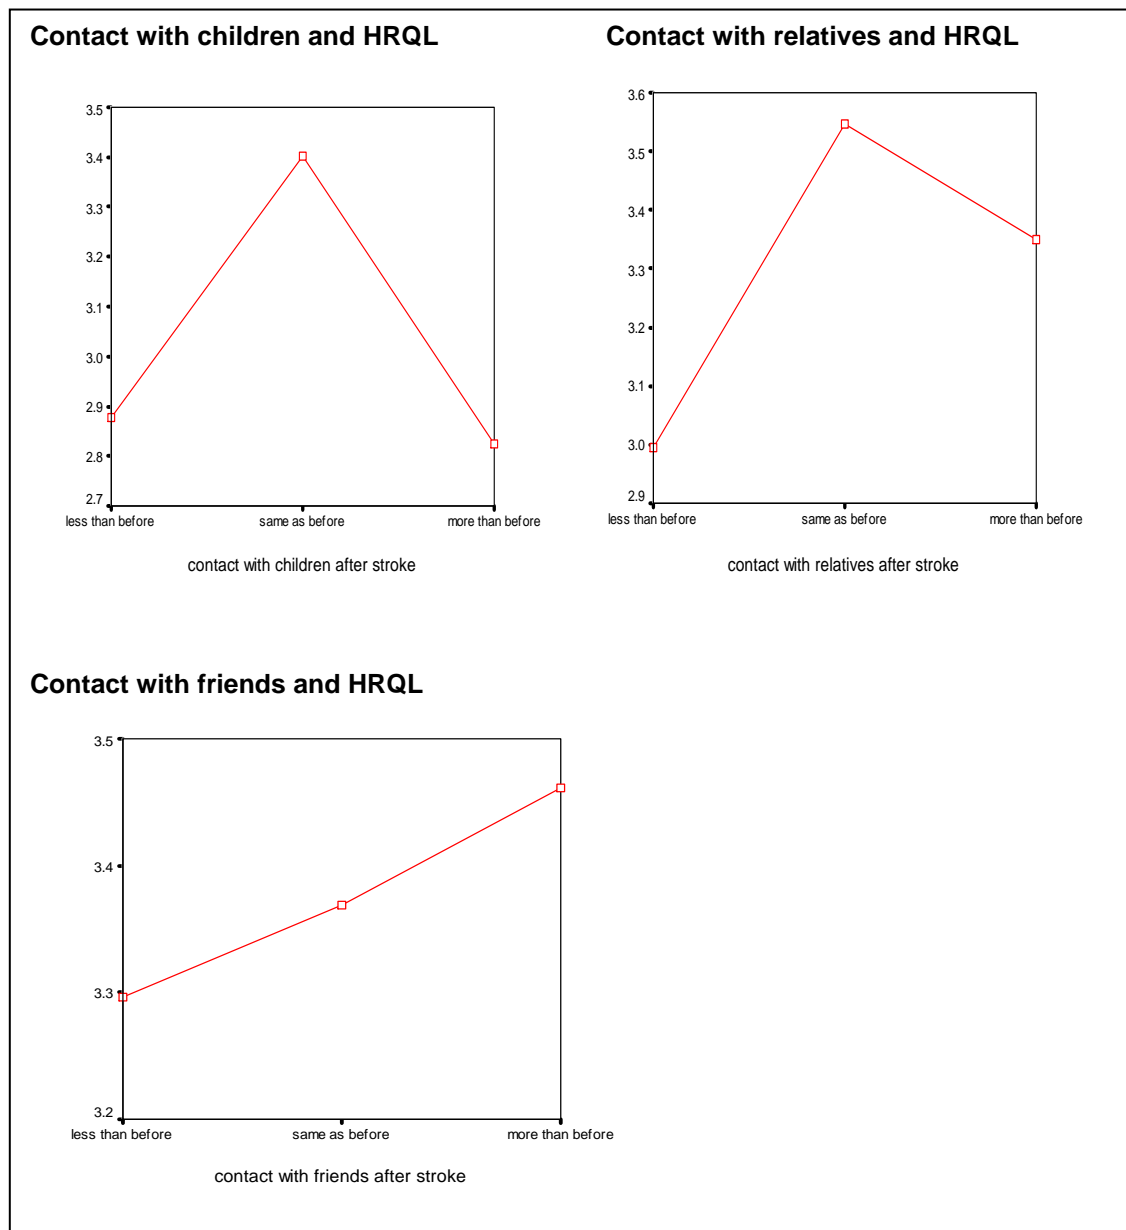 Contact with children and HRQL
3.5
3.4
3.3
3.2
3.1
3.0
2.9
2.8
2.7
less than before same as before more than before
contact with children after stroke
Contact with relatives and HRQL
3.6
3.5
3.4
3.3
3.2
3.1
3.0
2.9
less than before same as before more than before
contact with relatives after stroke
Contact with friends and HRQL
3.5
3.4
3.3
3.2
less than before same as before more than before
contact with friends after stroke